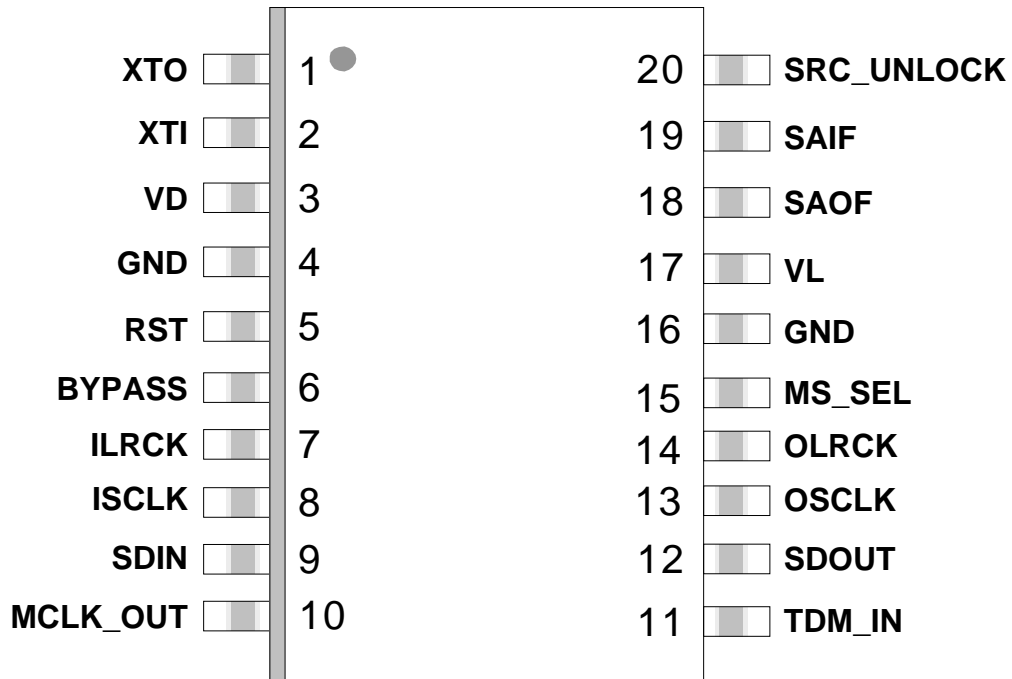 XTO 1 20 SRC_UNLOCK
XTI 2 19 SAIF
VD 3 18 SAOF
GND 4 17 VL
RST 5 16 GND
BYPASS 6 15 MS_SEL
ILRCK 7 14 OLRCK
ISCLK 8 13 OSCLK
SDIN 9 12 SDOUT
MCLK_OUT 10 11 TDM_IN